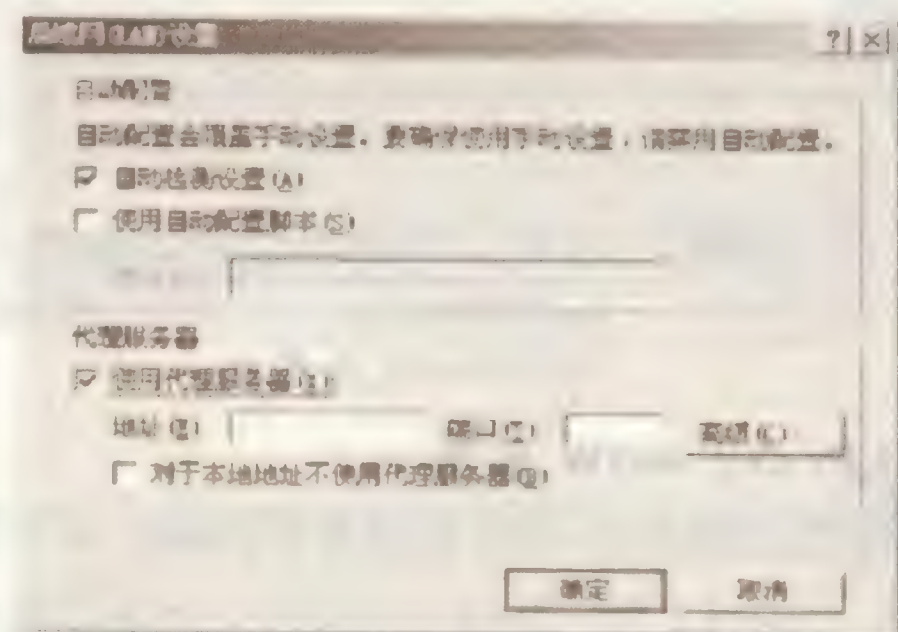 局域网(LAN)设置
自动配置
自动配置会覆盖手动设置。要确保使用手动设置，请禁用自动配置。
自动检测设置(A)
使用自动配置脚本(S)
代理服务器
使用代理服务器(X)
地址(E) 端口(T) 高级(C)
对于本地地址不使用代理服务器(B)
确定 取消